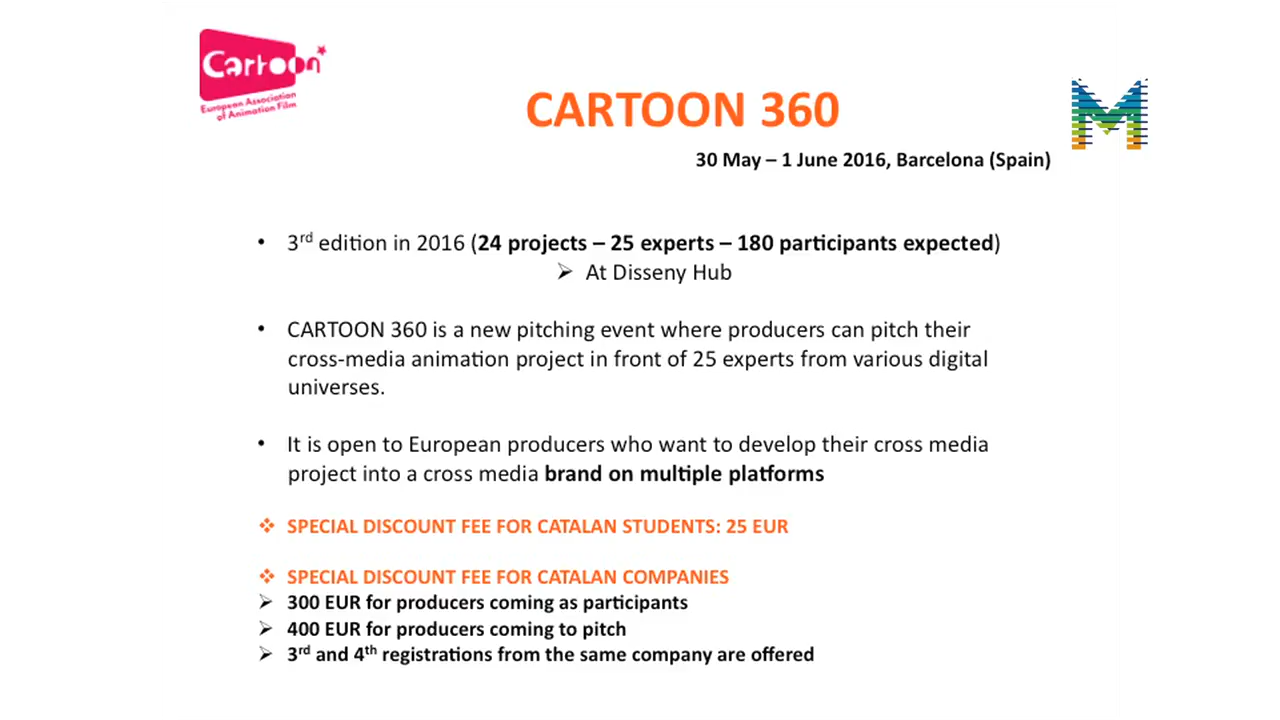 Cartoon
European Association
of Animation Film
CARTOON 360
30 May – 1 June 2016, Barcelona (Spain)
• 3rd edition in 2016 (24 projects – 25 experts – 180 participants expected)
➢ At Disseny Hub
• CARTOON 360 is a new pitching event where producers can pitch their
cross-media animation project in front of 25 experts from various digital
universes.
• It is open to European producers who want to develop their cross media
project into a cross media brand on multiple platforms
❖ SPECIAL DISCOUNT FEE FOR CATALAN STUDENTS: 25 EUR
❖ SPECIAL DISCOUNT FEE FOR CATALAN COMPANIES
➢ 300 EUR for producers coming as participants
➢ 400 EUR for producers coming to pitch
➢ 3rd and 4th registrations from the same company are offered